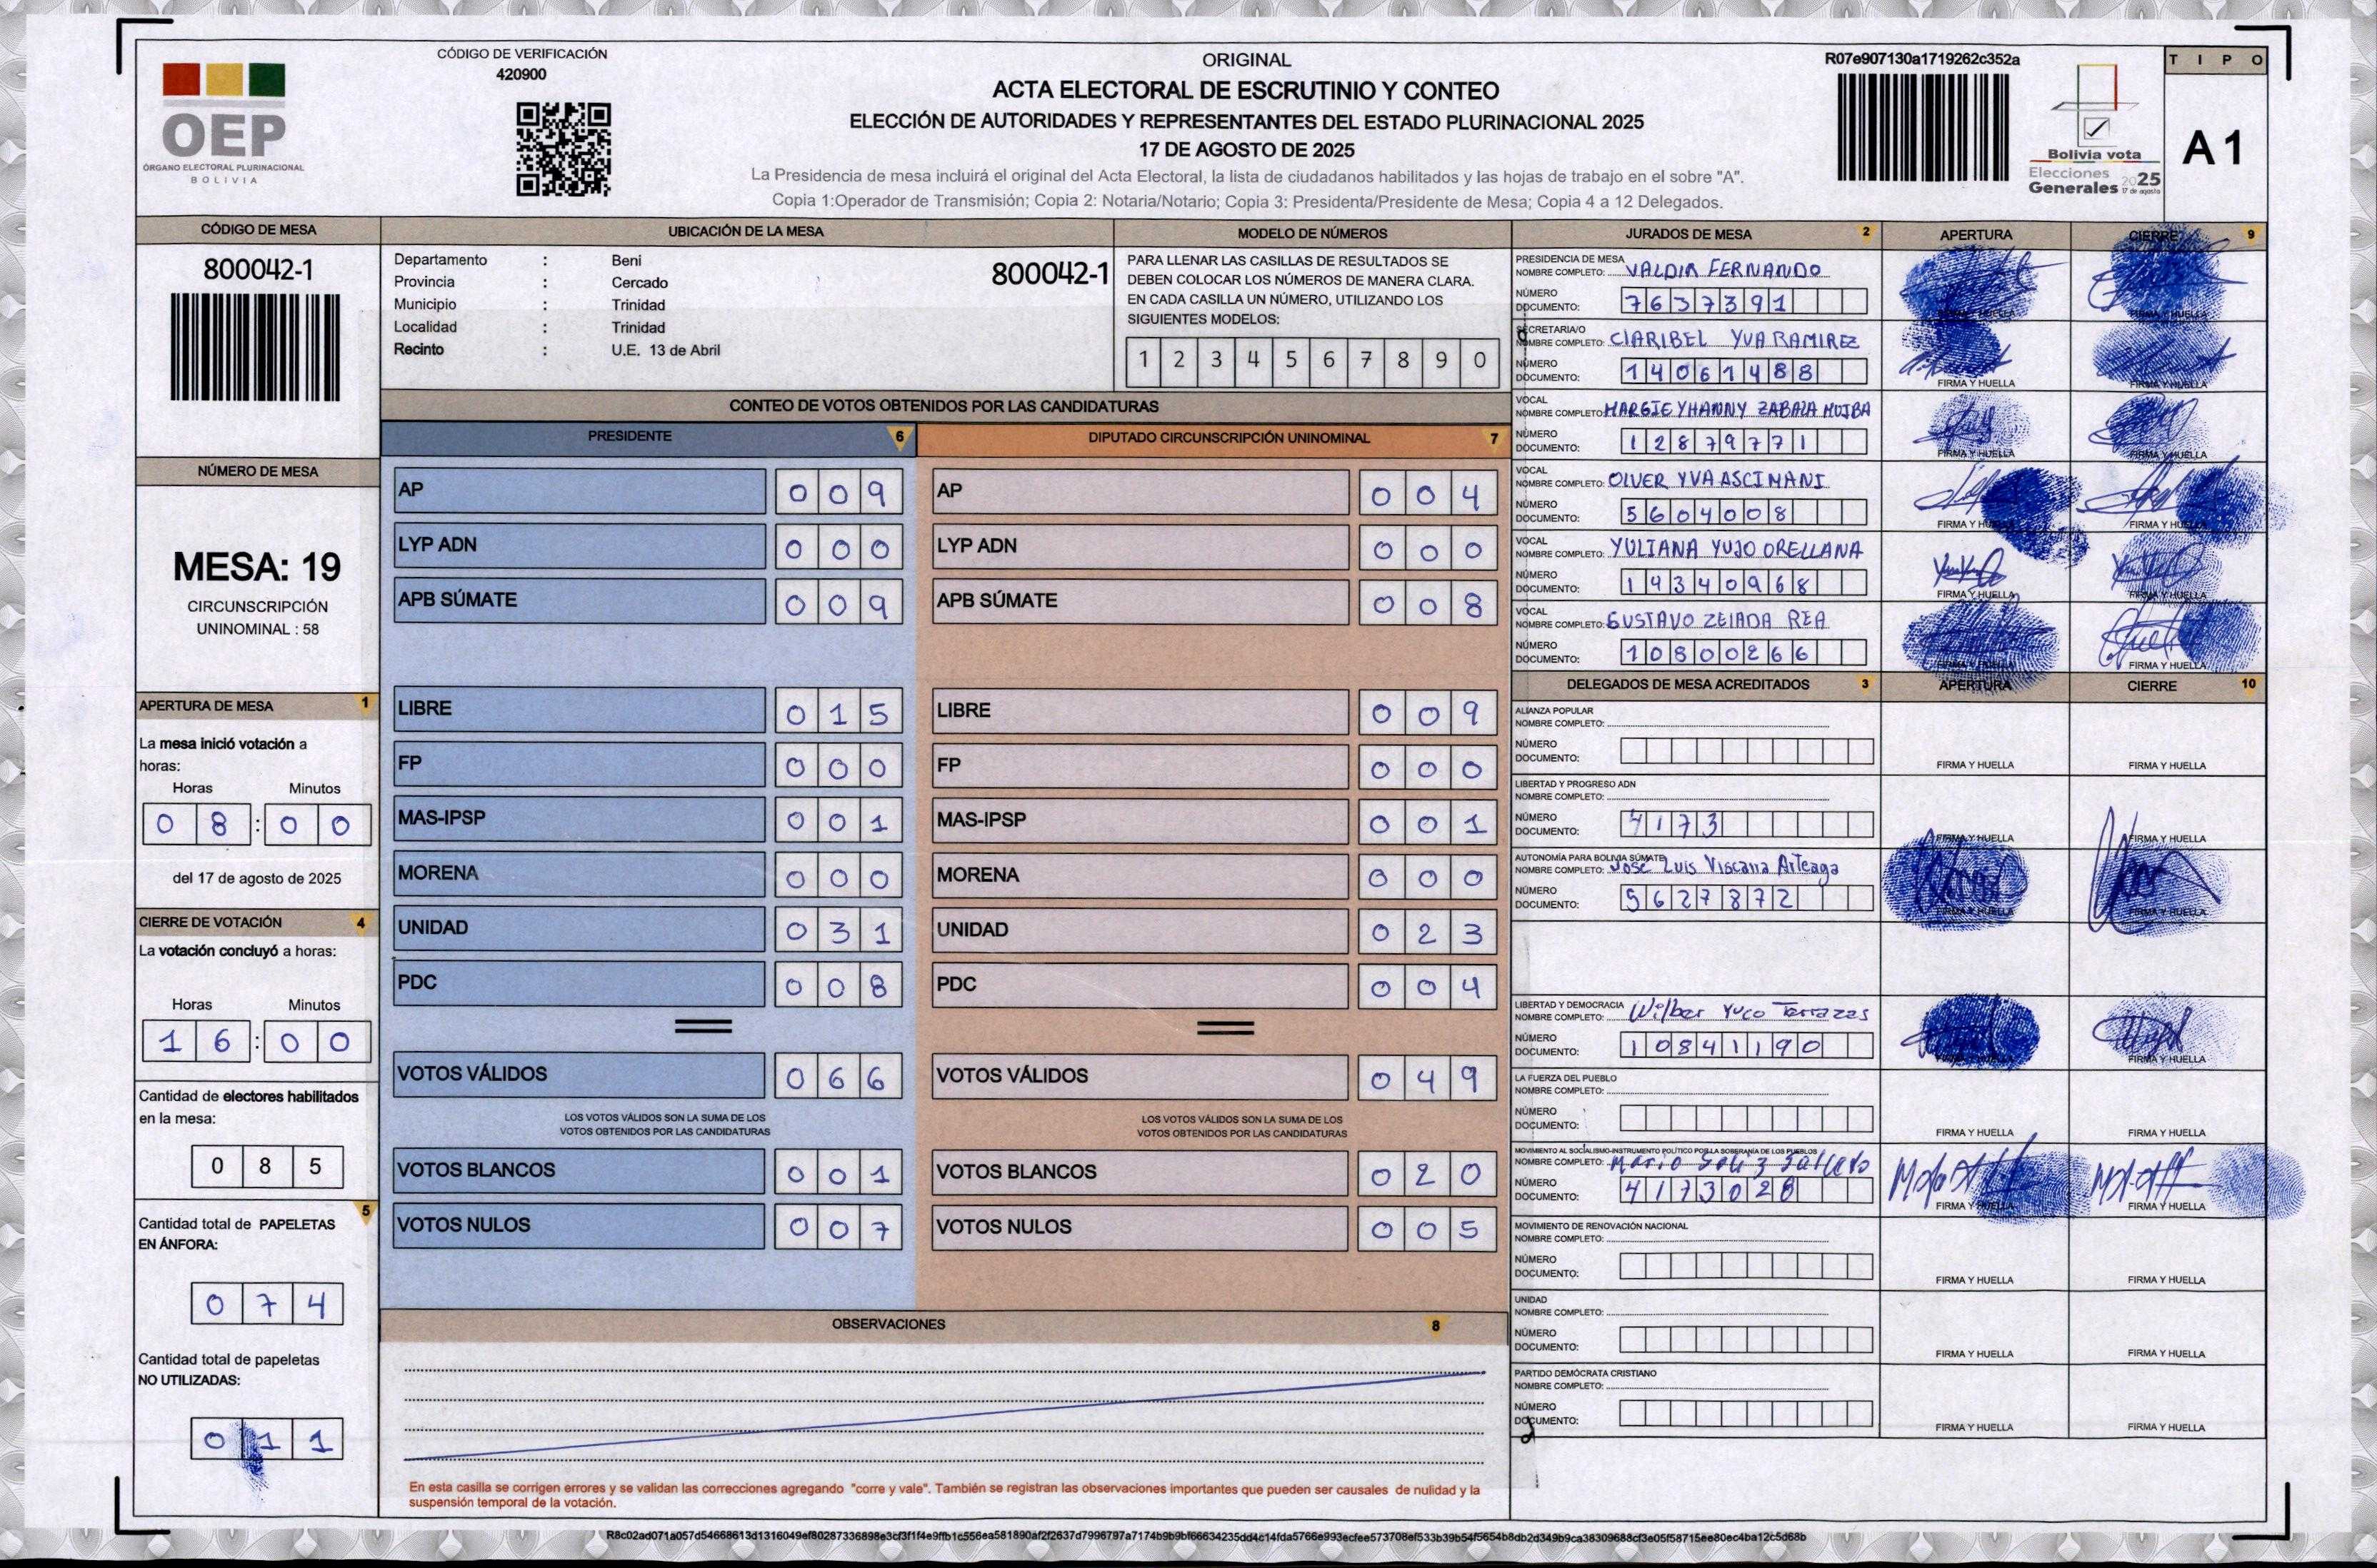 CÓDIGO DE VERIFICACIÓN
420900
OEP
ÓRGANO ELECTORAL PLURINACIONAL
BOLIVIA
ORIGINAL
ACTA ELECTORAL DE ESCRUTINIO Y CONTEO
ELECCIÓN DE AUTORIDADES Y REPRESENTANTES DEL ESTADO PLURINACIONAL 2025
17 DE AGOSTO DE 2025
La Presidencia de mesa incluirá el original del Acta Electoral, la lista de ciudadanos habilitados y las hojas de trabajo en el sobre "A".
Copia 1:Operador de Transmisión; Copia 2: Notaria/Notario; Copia 3: Presidenta/Presidente de Mesa; Copia 4 a 12 Delegados.
R07e907130a1719262c352a
Bolivia vota
Elecciones
Generales 2025
17 de agosto
TIPO
A 1
CÓDIGO DE MESA
800042-1
NÚMERO DE MESA
MESA: 19
CIRCUNSCRIPCIÓN
UNINOMINAL : 58
APERTURA DE MESA 1
La mesa inició votación a
horas:
Horas Minutos
0 8 : 0 0
del 17 de agosto de 2025
CIERRE DE VOTACIÓN 4
La votación concluyó a horas:
Horas Minutos
1 6 : 0 0
Cantidad de electores habilitados
en la mesa:
0 8 5
5
Cantidad total de PAPELETAS
EN ÁNFORA:
0 7 4
Cantidad total de papeletas
NO UTILIZADAS:
0 1 1
UBICACIÓN DE LA MESA
Departamento : Beni
800042-1
Provincia : Cercado
Municipio : Trinidad
Localidad : Trinidad
Recinto : U.E. 13 de Abril
MODELO DE NÚMEROS
PARA LLENAR LAS CASILLAS DE RESULTADOS SE
DEBEN COLOCAR LOS NÚMEROS DE MANERA CLARA.
EN CADA CASILLA UN NÚMERO, UTILIZANDO LOS
SIGUIENTES MODELOS:
1 2 3 4 5 6 7 8 9 0
CONTEO DE VOTOS OBTENIDOS POR LAS CANDIDATURAS
PRESIDENTE 6
AP 0 0 9
LYP ADN 0 0 0
APB SÚMATE 0 0 9
LIBRE 0 1 5
FP 0 0 0
MAS-IPSP 0 0 1
MORENA 0 0 0
UNIDAD 0 3 1
PDC 0 0 8
VOTOS VÁLIDOS 0 6 6
LOS VOTOS VÁLIDOS SON LA SUMA DE LOS
VOTOS OBTENIDOS POR LAS CANDIDATURAS
VOTOS BLANCOS 0 0 1
VOTOS NULOS 0 0 7
DIPUTADO CIRCUNSCRIPCIÓN UNINOMINAL 7
AP 0 0 4
LYP ADN 0 0 0
APB SÚMATE 0 0 8
LIBRE 0 0 9
FP 0 0 0
MAS-IPSP 0 0 1
MORENA 0 0 0
UNIDAD 0 2 3
PDC 0 0 4
VOTOS VÁLIDOS 0 4 9
LOS VOTOS VÁLIDOS SON LA SUMA DE LOS
VOTOS OBTENIDOS POR LAS CANDIDATURAS
VOTOS BLANCOS 0 2 0
VOTOS NULOS 0 0 5
OBSERVACIONES 8
En esta casilla se corrigen errores y se validan las correcciones agregando "corre y vale". También se registran las observaciones importantes que pueden ser causales de nulidad y la
suspensión temporal de la votación.
JURADOS DE MESA 2 APERTURA CIERRE 9
PRESIDENCIA DE MESA
NOMBRE COMPLETO: VALDIR FERNANDO
NÚMERO
DOCUMENTO: 7637391
FIRMA Y HUELLA FIRMA Y HUELLA
SECRETARIA/O
NOMBRE COMPLETO: CLARIBEL YVA RAMIREZ
NÚMERO
DOCUMENTO: 14061488
FIRMA Y HUELLA FIRMA Y HUELLA
VOCAL
NOMBRE COMPLETO: MARGIE YHANNY ZABALA MUIBA
NÚMERO
DOCUMENTO: 12879771
FIRMA Y HUELLA FIRMA Y HUELLA
VOCAL
NOMBRE COMPLETO: OLVER YVA ASCIMANI
NÚMERO
DOCUMENTO: 5604008
FIRMA Y HUELLA FIRMA Y HUELLA
VOCAL
NOMBRE COMPLETO: YULIANA YUJO ORELLANA
NÚMERO
DOCUMENTO: 14340968
FIRMA Y HUELLA FIRMA Y HUELLA
VOCAL
NOMBRE COMPLETO: GUSTAVO ZELADA REA
NÚMERO
DOCUMENTO: 10800266
FIRMA Y HUELLA FIRMA Y HUELLA
DELEGADOS DE MESA ACREDITADOS 3 APERTURA CIERRE 10
ALIANZA POPULAR
NOMBRE COMPLETO:
NÚMERO
DOCUMENTO:
FIRMA Y HUELLA FIRMA Y HUELLA
LIBERTAD Y PROGRESO ADN
NOMBRE COMPLETO:
NÚMERO
DOCUMENTO: 4173
FIRMA Y HUELLA FIRMA Y HUELLA
AUTONOMÍA PARA BOLIVIA SÚMATE
NOMBRE COMPLETO: Jose Luis Viscarra Arteaga
NÚMERO
DOCUMENTO: 5627872
FIRMA Y HUELLA FIRMA Y HUELLA
LIBERTAD Y DEMOCRACIA
NOMBRE COMPLETO: Wilber Yuco Terrazas
NÚMERO
DOCUMENTO: 10841190
FIRMA Y HUELLA FIRMA Y HUELLA
LA FUERZA DEL PUEBLO
NOMBRE COMPLETO:
NÚMERO
DOCUMENTO:
FIRMA Y HUELLA FIRMA Y HUELLA
MOVIMIENTO AL SOCIALISMO-INSTRUMENTO POLÍTICO POR LA SOBERANÍA DE LOS PUEBLOS
NOMBRE COMPLETO: Mario Soliz Salcedo
NÚMERO
DOCUMENTO: 4173028
FIRMA Y HUELLA FIRMA Y HUELLA
MOVIMIENTO DE RENOVACIÓN NACIONAL
NOMBRE COMPLETO:
NÚMERO
DOCUMENTO:
FIRMA Y HUELLA FIRMA Y HUELLA
UNIDAD
NOMBRE COMPLETO:
NÚMERO
DOCUMENTO:
FIRMA Y HUELLA FIRMA Y HUELLA
PARTIDO DEMÓCRATA CRISTIANO
NOMBRE COMPLETO:
NÚMERO
DOCUMENTO:
FIRMA Y HUELLA FIRMA Y HUELLA